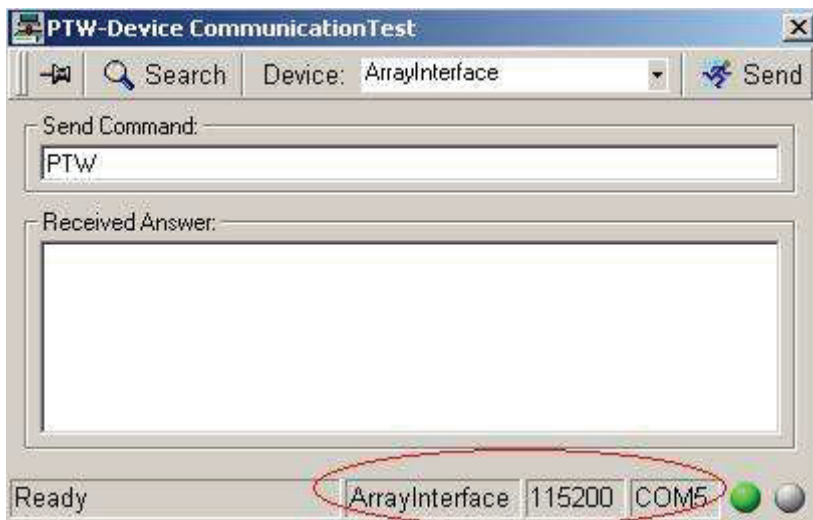 PTW-Device CommunicationTest
Search Device: ArrayInterface Send
Send Command:
PTW
Received Answer:
Ready ArrayInterface 115200 COM5